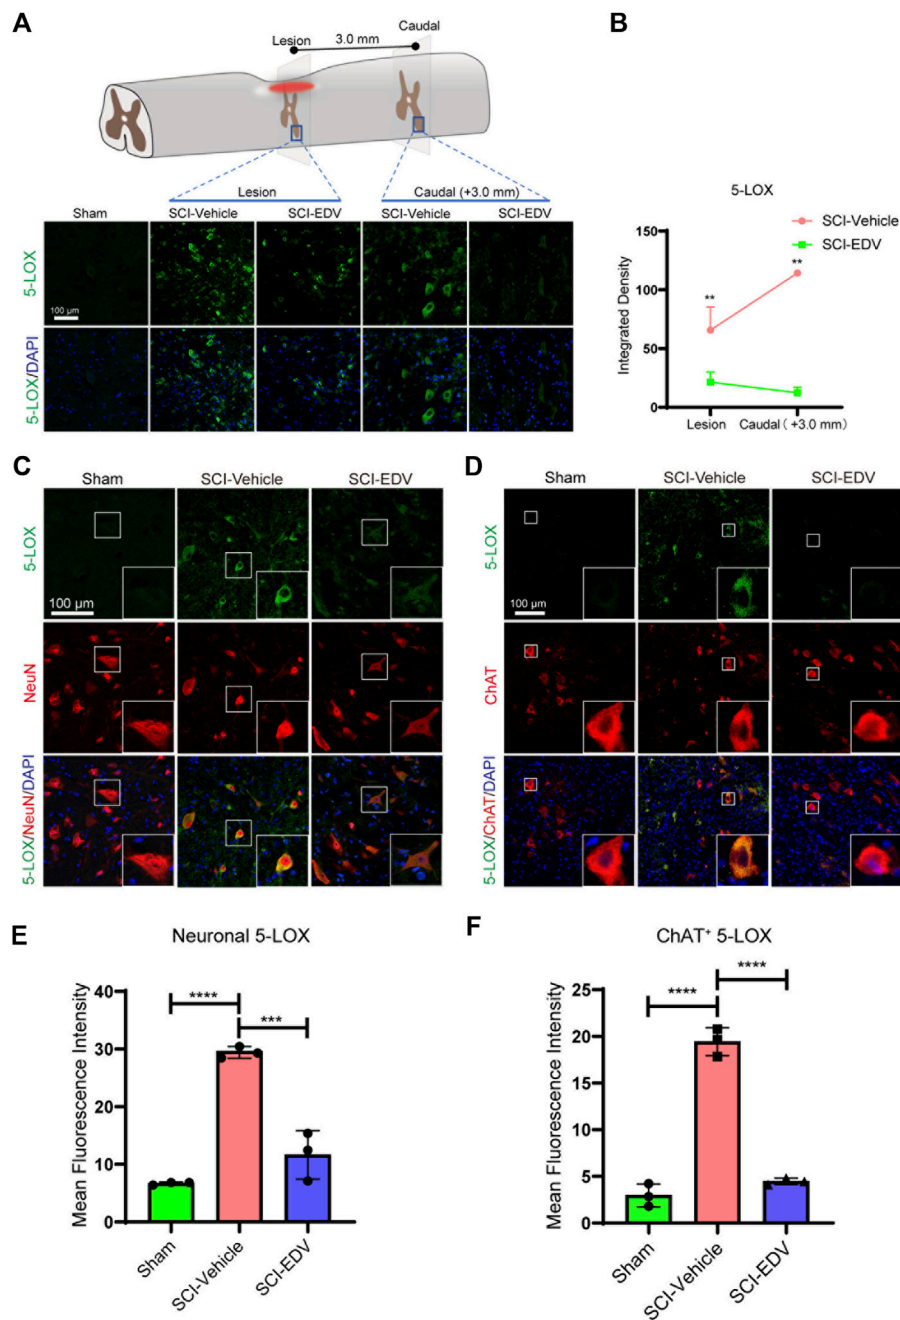 A
B
Caudal
Lesion
3.0 mm
Lesion
Caudal (+3.0 mm)
Sham
SCI-Vehicle
SCI-EDV
SCI-Vehicle
SCI-EDV
5-LOX
100 μm
5-LOX/DAPI
5-LOX
SCI-Vehicle
SCI-EDV
Integrated Density
150
100
50
0
**
**
Lesion
Caudal( +3.0 mm)
C
Sham
SCI-Vehicle
SCI-EDV
5-LOX
100 μm
NeuN
5-LOX/NeuN/DAPI
D
Sham
SCI-Vehicle
SCI-EDV
5-LOX
100 μm
ChAT
5-LOX/ChAT/DAPI
E
Neuronal 5-LOX
Mean Fluorescence Intensity
40
30
20
10
0
****
***
Sham
SCI-Vehicle
SCI-EDV
F
ChAT⁺ 5-LOX
Mean Fluorescence Intensity
25
20
15
10
5
0
****
****
Sham
SCI-Vehicle
SCI-EDV